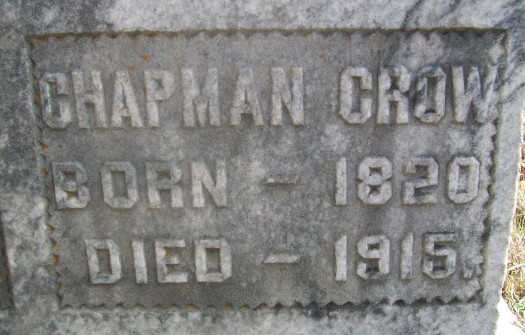 CHAPMAN CROW
BORN - 1820
DIED - 1915.